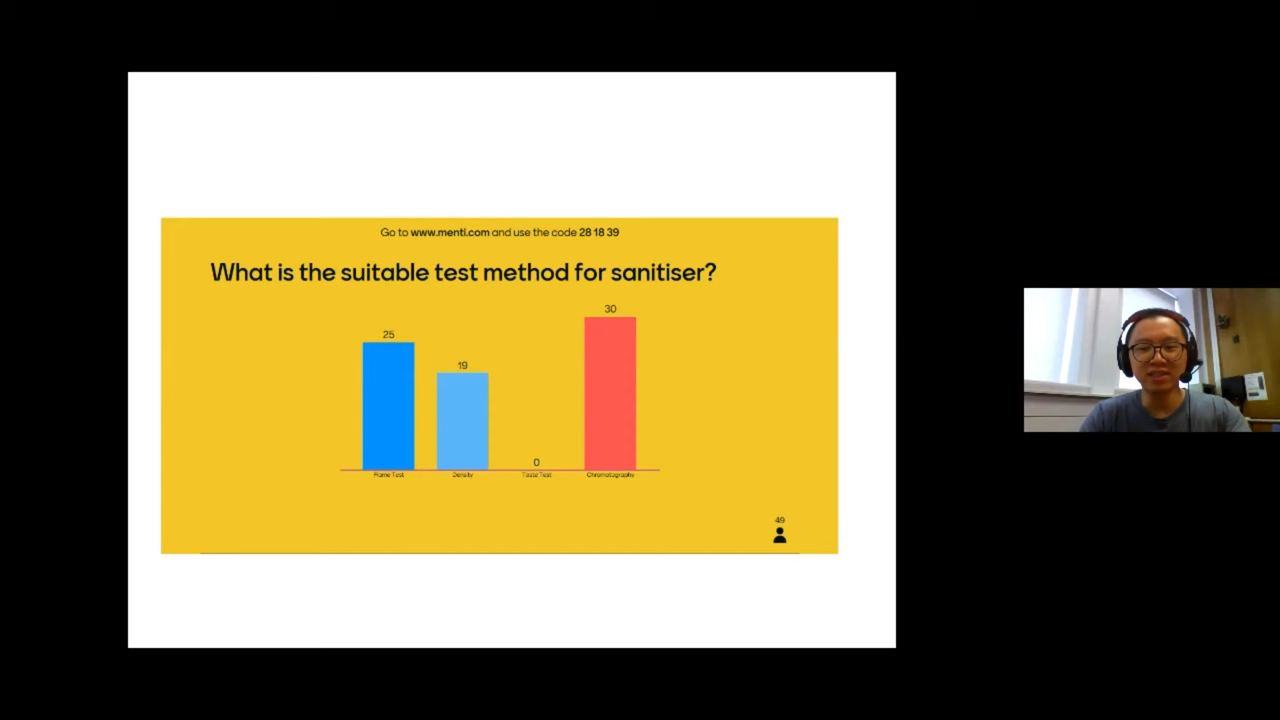 Go to www.menti.com and use the code 28 18 39
What is the suitable test method for sanitiser?
25
19
0
30
Flame Test
Density
Taste Test
Chromatography
49